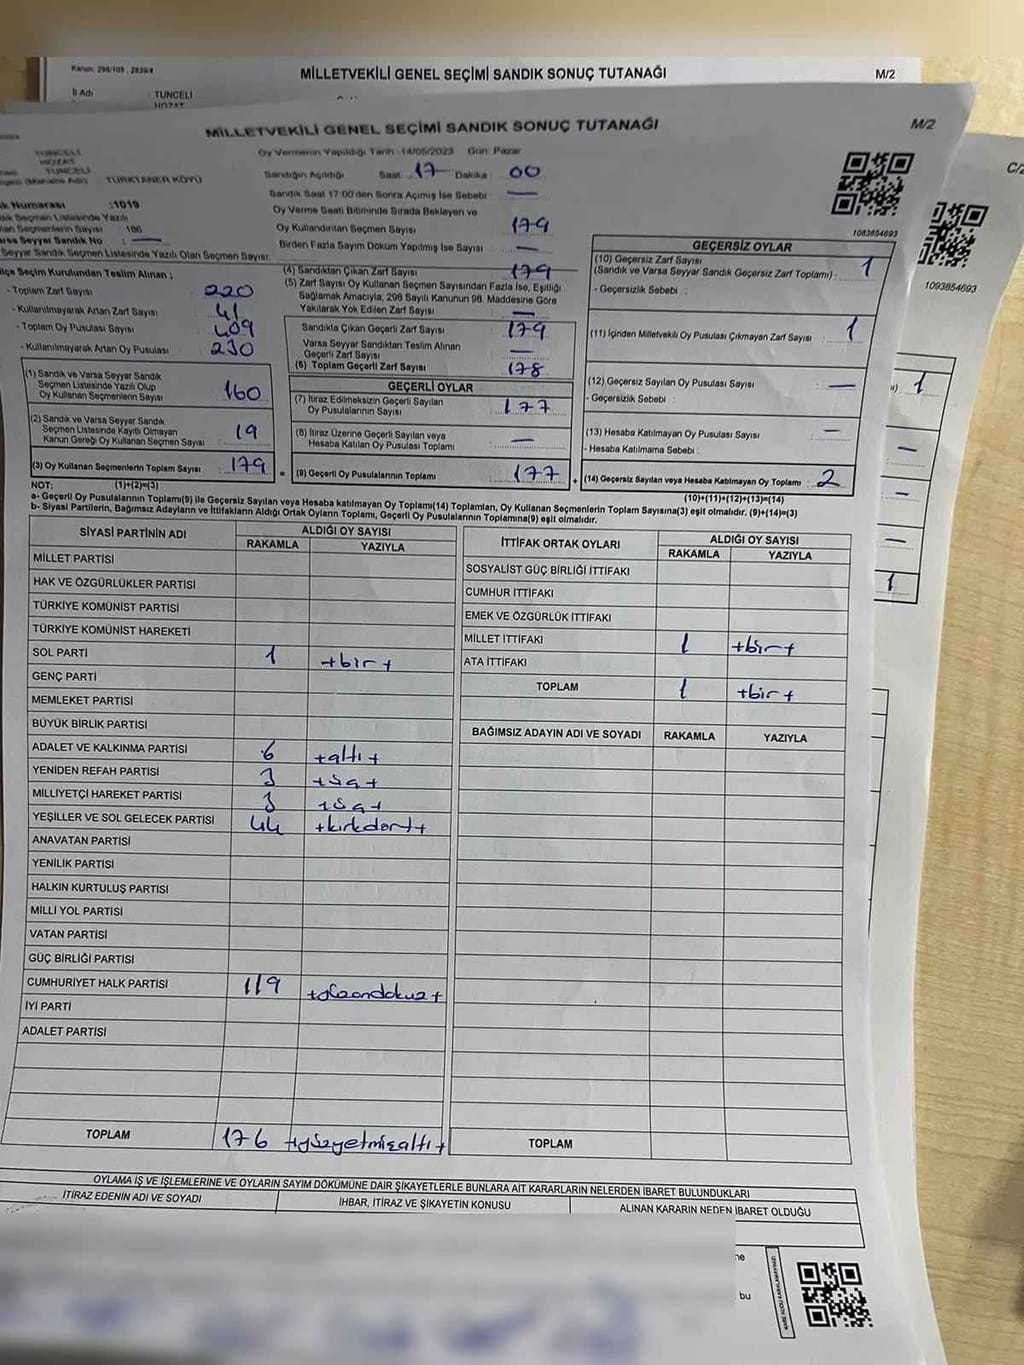 Kanun: 298/105 , 2839/4
MİLLETVEKİLİ GENEL SEÇİMİ SANDIK SONUÇ TUTANAĞI
M/2
İl Adı : TUNCELİ
HOZAT
MİLLETVEKİLİ GENEL SEÇİMİ SANDIK SONUÇ TUTANAĞI
M/2
C/2
TUNCELİ
HOZAT
TUNCELİ
(Mahalle Adı) : TÜRKTANER KÖYÜ
Numarası :1019
Seçmen Listesinde Yazılı
Seçmenlerin Sayısı : 186
Varsa Seyyar Sandık No : —
Seyyar Sandık Seçmen Listesinde Yazılı Olan Seçmen Sayısı:
Oy Vermenin Yapıldığı Tarih :14/05/2023 Gün: Pazar
Sandığın Açıldığı Saat : 17 Dakika : 00
Sandık Saat 17:00'den Sonra Açımış İse Sebebi : —
Oy Verme Saati Bitiminde Sırada Bekleyen ve
Oy Kullandırılan Seçmen Sayısı : 179
Birden Fazla Sayım Döküm Yapılmış İse Sayısı : —
1083854693
1093854693
İlçe Seçim Kurulundan Teslim Alınan ;
- Toplam Zarf Sayısı : 220
- Kullanılmayarak Artan Zarf Sayısı : 41
- Toplam Oy Pusulası Sayısı : 409
- Kullanılmayarak Artan Oy Pusulası : 230
(1) Sandık ve Varsa Seyyar Sandık
Seçmen Listesinde Yazılı Olup
Oy Kullanan Seçmenlerin Sayısı : 160
(2) Sandık ve Varsa Seyyar Sandık
Seçmen Listesinde Kayıtlı Olmayan
Kanun Gereği Oy Kullanan Seçmen Sayısı : 19
(3) Oy Kullanan Seçmenlerin Toplam Sayısı : 179
(4) Sandıktan Çıkan Zarf Sayısı : 179
(5) Zarf Sayısı Oy Kullanan Seçmen Sayısından Fazla İse, Eşitliği
Sağlamak Amacıyla; 298 Sayılı Kanunun 98. Maddesine Göre
Yakılarak Yok Edilen Zarf Sayısı : —
Sandıkta Çıkan Geçerli Zarf Sayısı : 179
Varsa Seyyar Sandıktan Teslim Alınan
Geçerli Zarf Sayısı : —
(6) Toplam Geçerli Zarf Sayısı : 178
GEÇERLİ OYLAR
(7) İtiraz Edilmeksizin Geçerli Sayılan
Oy Pusulalarının Sayısı : 177
(8) İtiraz Üzerine Geçerli Sayılan veya
Hesaba Katılan Oy Pusulaları Toplamı : —
= (9) Geçerli Oy Pusulalarının Toplamı : 177 +
GEÇERSİZ OYLAR
(10) Geçersiz Zarf Sayısı
(Sandık ve Varsa Seyyar Sandık Geçersiz Zarf Toplamı) : 1
- Geçersizlik Sebebi :
(11) İçinden Milletvekili Oy Pusulası Çıkmayan Zarf Sayısı : 1
(12) Geçersiz Sayılan Oy Pusulası Sayısı : —
- Geçersizlik Sebebi :
(13) Hesaba Katılmayan Oy Pusulası Sayısı : —
- Hesaba Katılmama Sebebi :
(14) Geçersiz Sayılan veya Hesaba Katılmayan Oy Toplamı : 2
NOT: (1)+(2)=(3)
(10)+(11)+(12)+(13)=(14)
a- Geçerli Oy Pusulalarının Toplamı(9) ile Geçersiz Sayılan veya Hesaba katılmayan Oy Toplamı(14) Toplamları, Oy Kullanan Seçmenlerin Toplam Sayısına(3) eşit olmalıdır. (9)+(14)=(3)
b- Siyasi Partilerin, Bağımsız Adayların ve İttifakların Aldığı Ortak Oyların Toplamı, Geçerli Oy Pusulalarının Toplamına(9) eşit olmalıdır.
SİYASİ PARTİNİN ADI ALDIĞI OY SAYISI
RAKAMLA YAZIYLA
MİLLET PARTİSİ
HAK VE ÖZGÜRLÜKLER PARTİSİ
TÜRKİYE KOMÜNİST PARTİSİ
TÜRKİYE KOMÜNİST HAREKETİ
SOL PARTİ 1 +bir+
GENÇ PARTİ
MEMLEKET PARTİSİ
BÜYÜK BİRLİK PARTİSİ
ADALET VE KALKINMA PARTİSİ 6 +altı+
YENİDEN REFAH PARTİSİ 3 +üç+
MİLLİYETÇİ HAREKET PARTİSİ 3 +üç+
YEŞİLLER VE SOL GELECEK PARTİSİ 44 +kırkdört+
ANAVATAN PARTİSİ
YENİLİK PARTİSİ
HALKIN KURTULUŞ PARTİSİ
MİLLİ YOL PARTİSİ
VATAN PARTİSİ
GÜÇ BİRLİĞİ PARTİSİ
CUMHURİYET HALK PARTİSİ 119 +yüzondokuz+
İYİ PARTİ
ADALET PARTİSİ
TOPLAM 176 +yüzyetmişaltı+
İTTİFAK ORTAK OYLARI ALDIĞI OY SAYISI
RAKAMLA YAZIYLA
SOSYALİST GÜÇ BİRLİĞİ İTTİFAKI
CUMHUR İTTİFAKI
EMEK VE ÖZGÜRLÜK İTTİFAKI
MİLLET İTTİFAKI 1 +bir+
ATA İTTİFAKI
TOPLAM 1 +bir+
BAĞIMSIZ ADAYIN ADI VE SOYADI RAKAMLA YAZIYLA
TOPLAM
OYLAMA İŞ VE İŞLEMLERİNE VE OYLARIN SAYIM DÖKÜMÜNE DAİR ŞİKAYETLERLE BUNLARA AİT KARARLARIN NELERDEN İBARET BULUNDUKLARI
İTİRAZ EDENİN ADI VE SOYADI İHBAR, İTİRAZ VE ŞİKAYETİN KONUSU ALINAN KARARIN NEDEN İBARET OLDUĞU
ne
bu